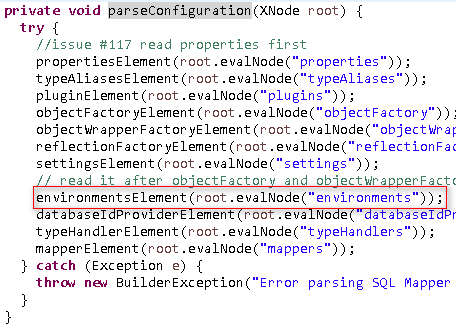 private void parseConfiguration(XNode root) {
try {
//issue #117 read properties first
propertiesElement(root.evalNode("properties"));
typeAliasesElement(root.evalNode("typeAliases"));
pluginElement(root.evalNode("plugins"));
objectFactoryElement(root.evalNode("objectFactory"));
objectWrapperFactoryElement(root.evalNode("objectWrap
reflectionFactoryElement(root.evalNode("reflectionFac
settingsElement(root.evalNode("settings"));
// read it after objectFactory and objectWrapperFacto
environmentsElement(root.evalNode("environments"));
databaseIdProviderElement(root.evalNode("databaseIdPr
typeHandlerElement(root.evalNode("typeHandlers"));
mapperElement(root.evalNode("mappers"));
} catch (Exception e) {
throw new BuilderException("Error parsing SQL Mapper
}
}